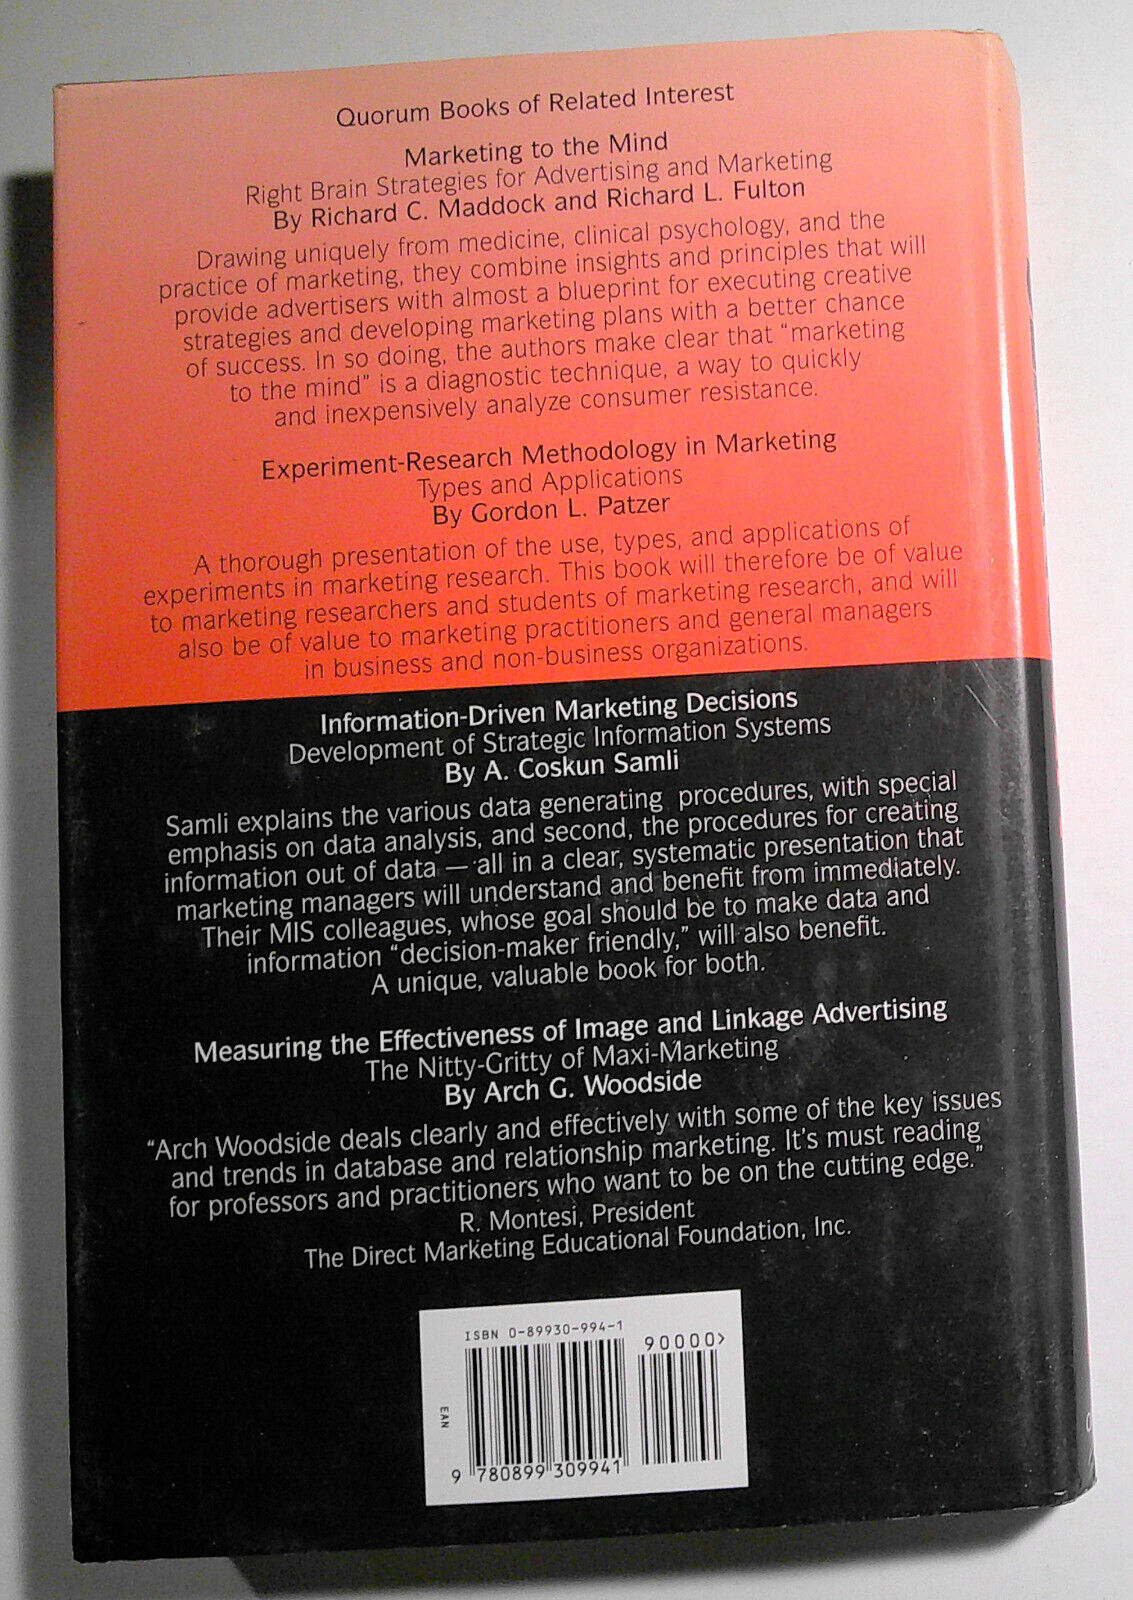 Quorum Books of Related Interest
Marketing to the Mind
Right Brain Strategies for Advertising and Marketing
By Richard C. Maddock and Richard L. Fulton
Drawing uniquely from medicine, clinical psychology, and the
practice of marketing, they combine insights and principles that will
provide advertisers with almost a blueprint for executing creative
strategies and developing marketing plans with a better chance
of success. In so doing, the authors make clear that “marketing
to the mind” is a diagnostic technique, a way to quickly
and inexpensively analyze consumer resistance.
Experiment-Research Methodology in Marketing
Types and Applications
By Gordon L. Patzer
A thorough presentation of the use, types, and applications of
experiments in marketing research. This book will therefore be of value
to marketing researchers and students of marketing research, and will
also be of value to marketing practitioners and general managers
in business and non-business organizations.
Information-Driven Marketing Decisions
Development of Strategic Information Systems
By A. Coskun Samli
Samli explains the various data generating procedures, with special
emphasis on data analysis, and second, the procedures for creating
information out of data — all in a clear, systematic presentation that
marketing managers will understand and benefit from immediately.
Their MIS colleagues, whose goal should be to make data and
information “decision-maker friendly,” will also benefit.
A unique, valuable book for both.
Measuring the Effectiveness of Image and Linkage Advertising
The Nitty-Gritty of Maxi-Marketing
By Arch G. Woodside
“Arch Woodside deals clearly and effectively with some of the key issues
and trends in database and relationship marketing. It’s must reading
for professors and practitioners who want to be on the cutting edge.”
R. Montesi, President
The Direct Marketing Educational Foundation, Inc.
ISBN 0-89930-994-1
90000>
EAN
9 780899 309941